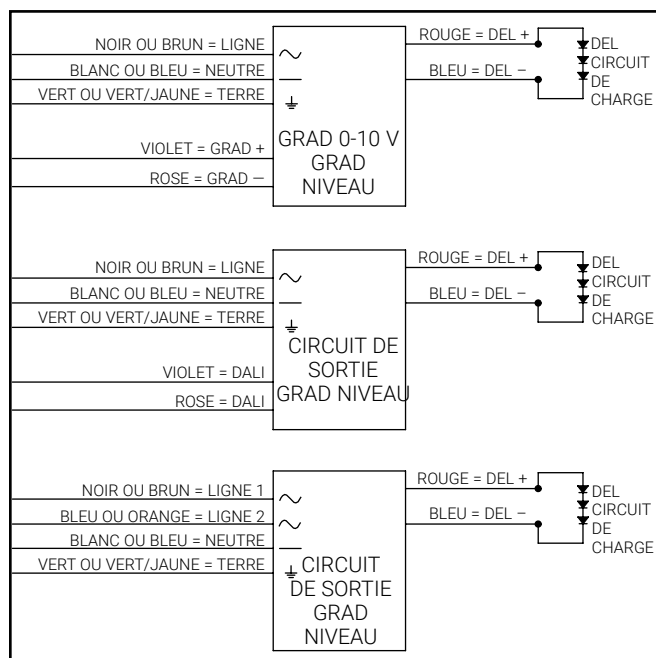 NOIR OU BRUN = LIGNE
BLANC OU BLEU = NEUTRE
VERT OU VERT/JAUNE = TERRE
VIOLET = GRAD +
ROSE = GRAD –
GRAD 0-10 V
GRAD
NIVEAU
ROUGE = DEL +
BLEU = DEL –
DEL
CIRCUIT
DE
CHARGE
NOIR OU BRUN = LIGNE
BLANC OU BLEU = NEUTRE
VERT OU VERT/JAUNE = TERRE
VIOLET = DALI
ROSE = DALI
CIRCUIT DE
SORTIE
GRAD NIVEAU
ROUGE = DEL +
BLEU = DEL –
DEL
CIRCUIT
DE
CHARGE
NOIR OU BRUN = LIGNE 1
BLEU OU ORANGE = LIGNE 2
BLANC OU BLEU = NEUTRE
VERT OU VERT/JAUNE = TERRE
CIRCUIT
DE SORTIE
GRAD
NIVEAU
ROUGE = DEL +
BLEU = DEL –
DEL
CIRCUIT
DE
CHARGE